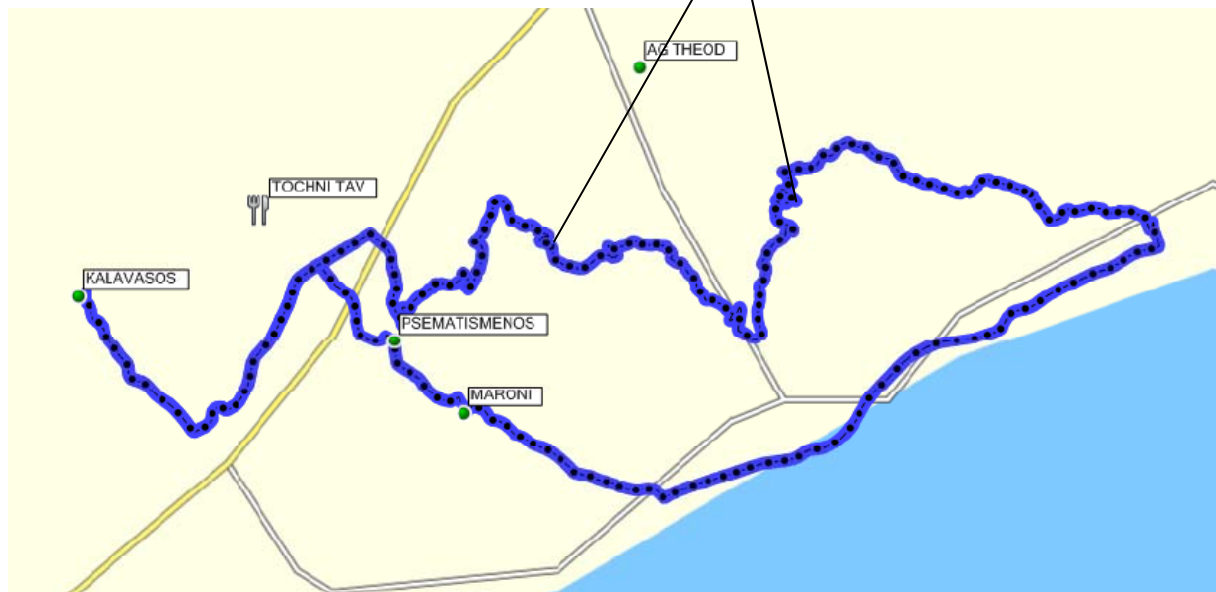 AG THEOD
TOCHNI TAV
KALAVASOS
PSEMATISMENOS
MARONI